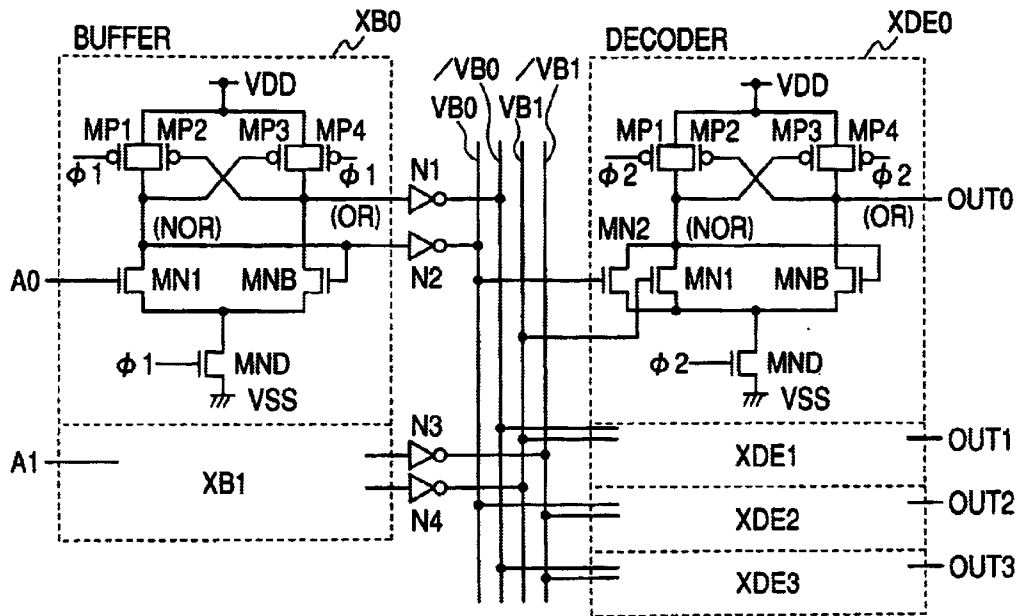 BUFFER XB0 /VB0 /VB1 DECODER XDE0
VDD VB0 VB1 VDD
MP1 MP2 MP3 MP4 MP1 MP2 MP3 MP4
ϕ1 ϕ1 N1 ϕ2 ϕ2
(NOR) (OR) MN2 (NOR) (OR) OUT0
A0 MN1 MNB N2 MN1 MNB
ϕ1 MND ϕ2 MND
VSS VSS
N3 OUT1
A1 XB1 XDE1
N4 OUT2
XDE2
OUT3
XDE3